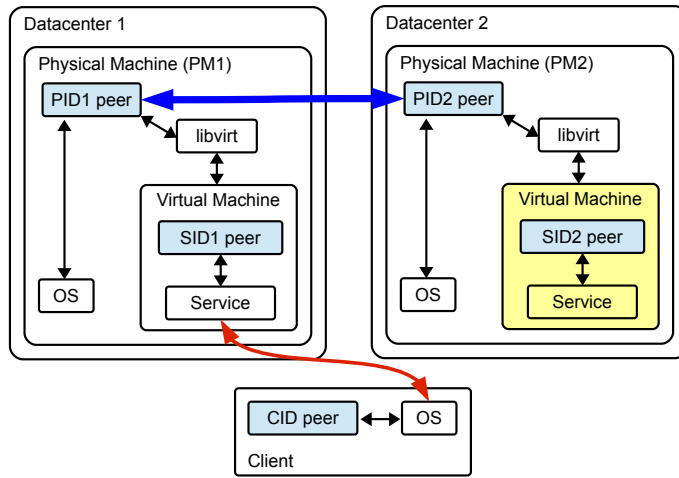 Datacenter 1
Physical Machine (PM1)
PID1 peer
libvirt
Virtual Machine
SID1 peer
OS
Service
Datacenter 2
Physical Machine (PM2)
PID2 peer
libvirt
Virtual Machine
SID2 peer
OS
Service
CID peer
OS
Client